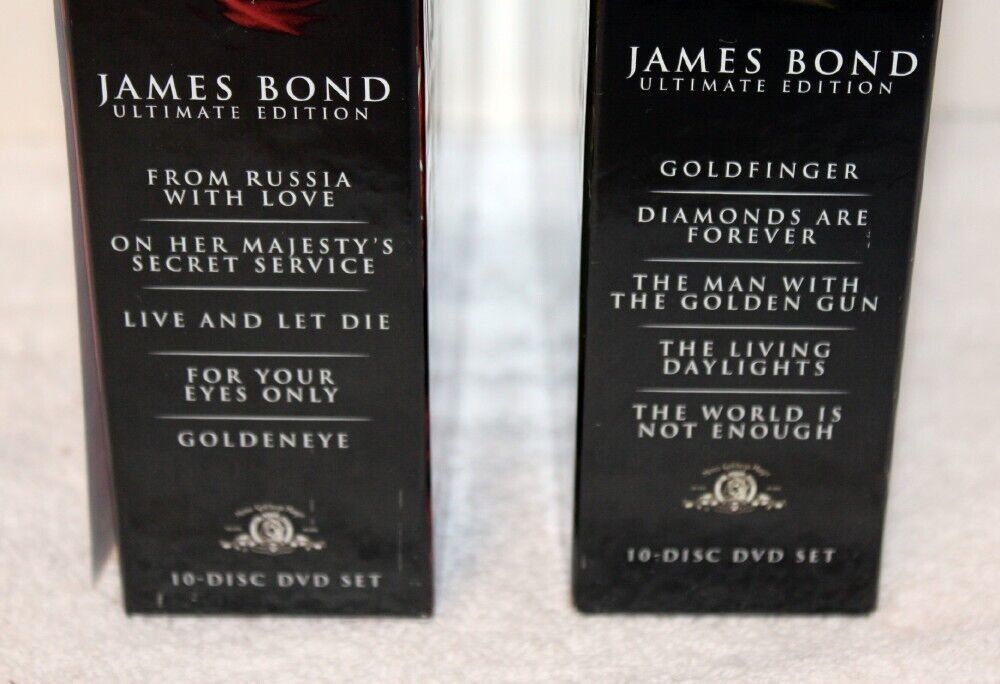 JAMES BOND
ULTIMATE EDITION
FROM RUSSIA
WITH LOVE
ON HER MAJESTY'S
SECRET SERVICE
LIVE AND LET DIE
FOR YOUR
EYES ONLY
GOLDENEYE
10-DISC DVD SET
JAMES BOND
ULTIMATE EDITION
GOLDFINGER
DIAMONDS ARE
FOREVER
THE MAN WITH
THE GOLDEN GUN
THE LIVING
DAYLIGHTS
THE WORLD IS
NOT ENOUGH
10-DISC DVD SET